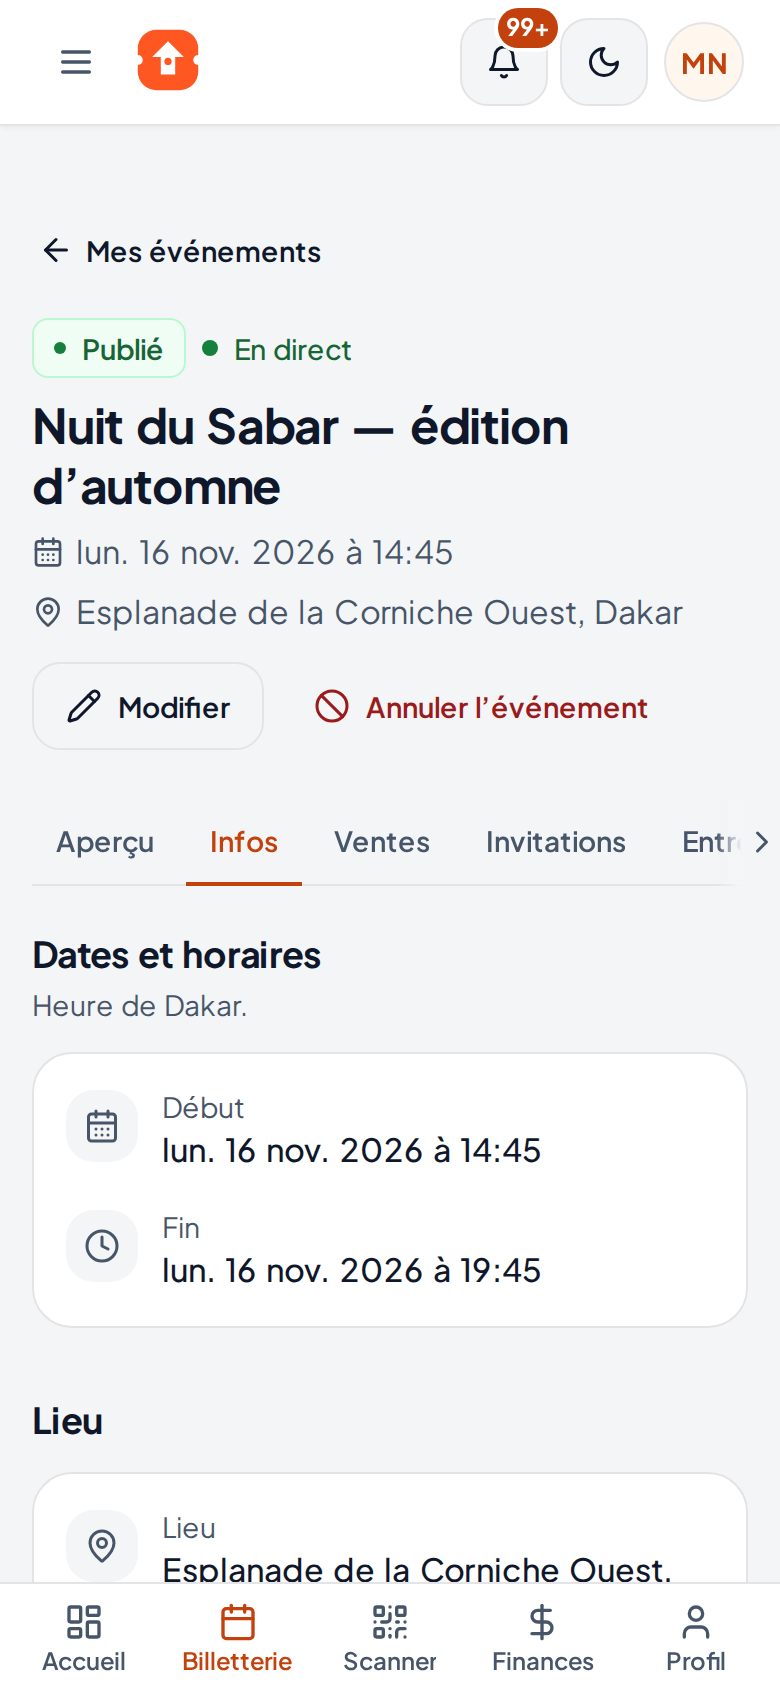 99+
MN
Mes événements
Publié
En direct
Nuit du Sabar — édition
d’automne
lun. 16 nov. 2026 à 14:45
Esplanade de la Corniche Ouest, Dakar
Modifier
Annuler l’événement
Aperçu
Infos
Ventes
Invitations
Dates et horaires
Heure de Dakar.
Début
lun. 16 nov. 2026 à 14:45
Fin
lun. 16 nov. 2026 à 19:45
Lieu
Lieu
Esplanade de la Corniche Ouest,
Accueil
Billetterie
Scanner
Finances
Profil